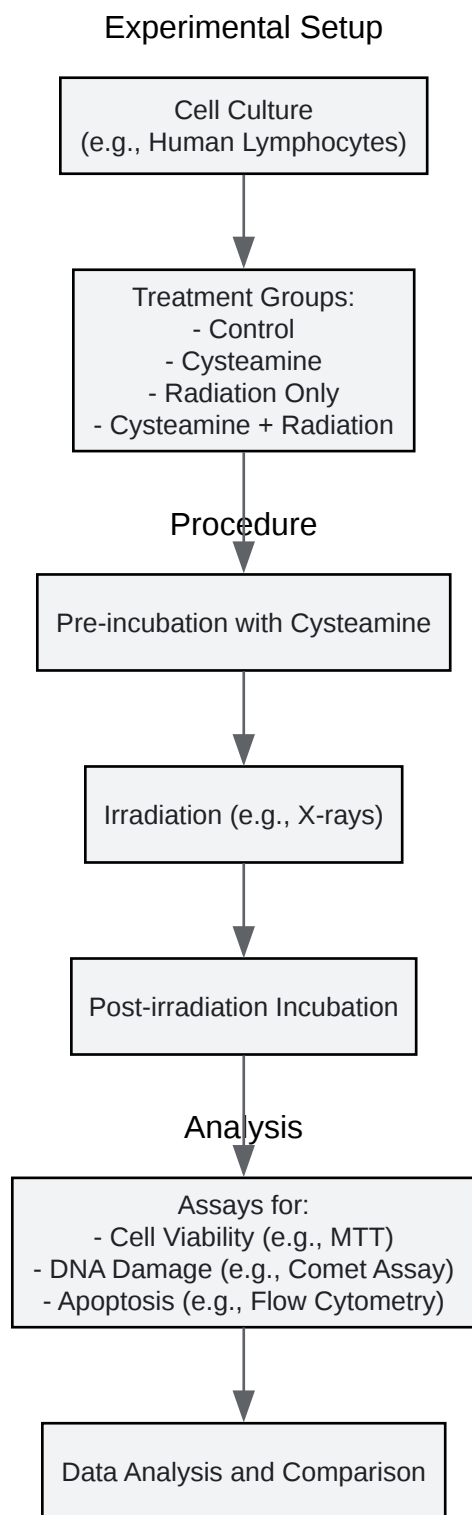 Experimental Setup
Cell Culture
(e.g., Human Lymphocytes)
Treatment Groups:
- Control
- Cysteamine
- Radiation Only
- Cysteamine + Radiation
Procedure
Pre-incubation with Cysteamine
Irradiation (e.g., X-rays)
Post-irradiation Incubation
Analysis
Assays for:
- Cell Viability (e.g., MTT)
- DNA Damage (e.g., Comet Assay)
- Apoptosis (e.g., Flow Cytometry)
Data Analysis and Comparison